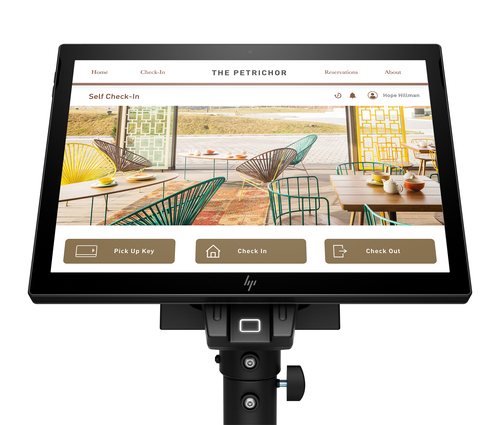 Home Check-In THE PETRICHOR Reservations About
Self Check-In Hope Hillman
Pick Up Key Check In Check Out
hp